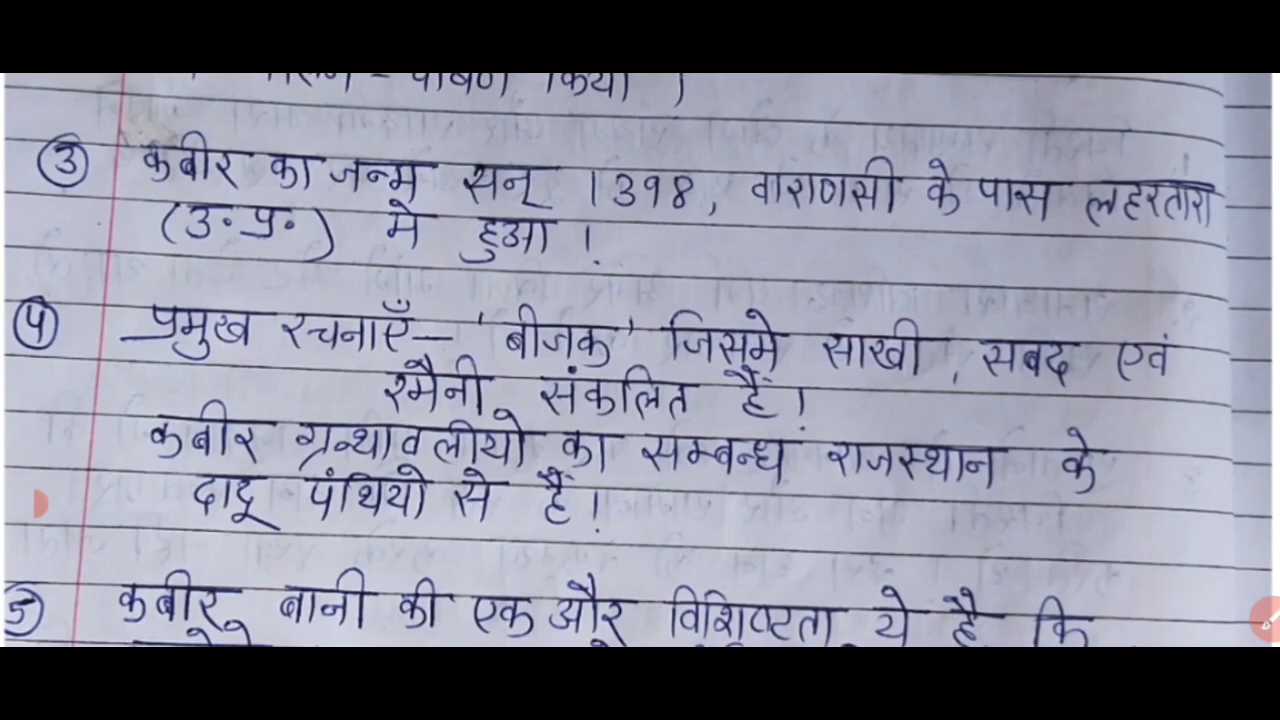 पोषण किया ।
③ कबीर का जन्म सन् 1398, वाराणसी के पास लहरतारा
(उ.प्र.) मे हुआ ।
④ प्रमुख रचनाएँ — 'बीजक' जिसमे साखी, सबद एवं
रमैनी संकलित हैं।
कबीर ग्रन्थावलीयो का सम्बन्ध राजस्थान के
दादू पंथियो से हैं।
⑤ कबीर बानी की एक और विशिष्टता ये है कि